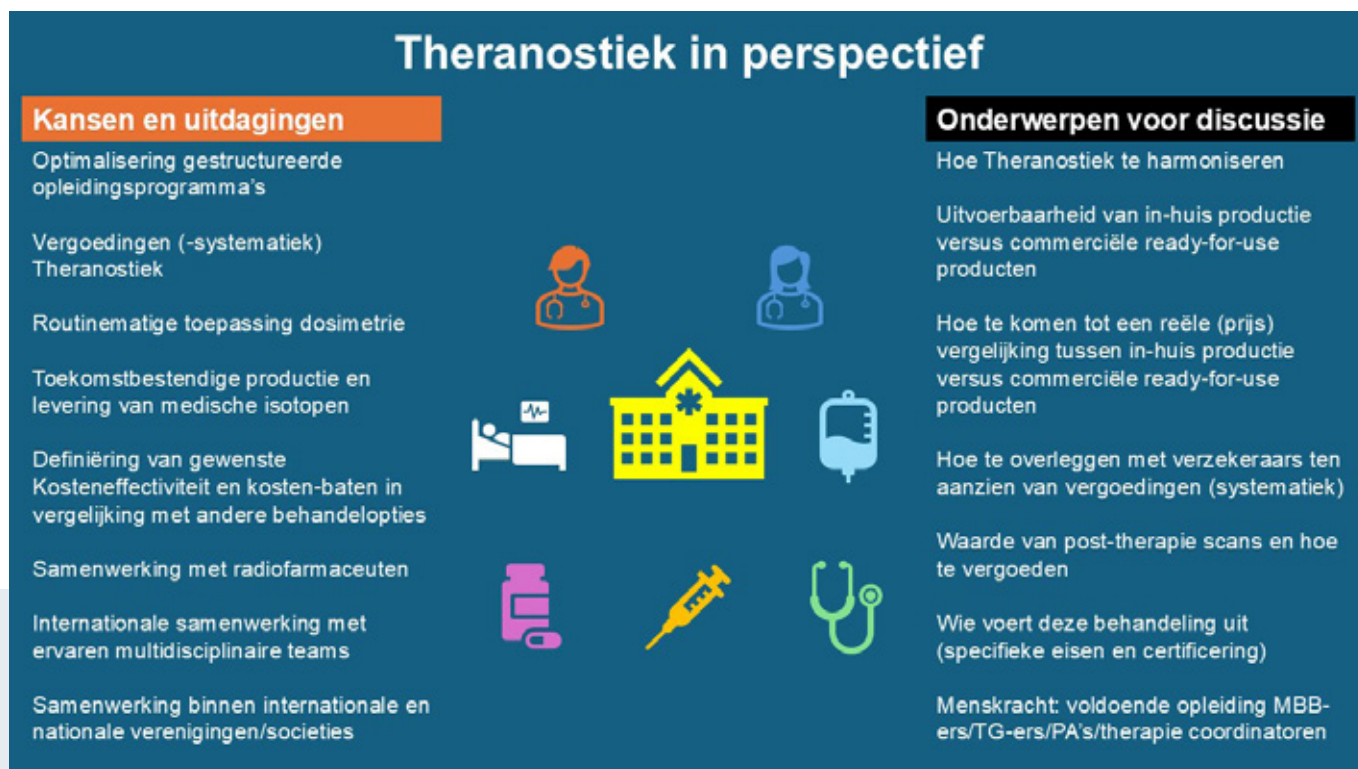 Theranostiek in perspectief
Kansen en uitdagingen
Optimalisering gestructureerde
opleidingsprogramma's
Vergoedingen (-systematiek)
Theranostiek
Routinematige toepassing dosimetrie
Toekomstbestendige productie en
levering van medische isotopen
Definiëring van gewenste
Kosteneffectiviteit en kosten-baten in
vergelijking met andere behandelopties
Samenwerking met radiofarmaceuten
Internationale samenwerking met
ervaren multidisciplinaire teams
Samenwerking binnen internationale en
nationale verenigingen/societies
Onderwerpen voor discussie
Hoe Theranostiek te harmoniseren
Uitvoerbaarheid van in-huis productie
versus commerciële ready-for-use
producten
Hoe te komen tot een reële (prijs)
vergelijking tussen in-huis productie
versus commerciële ready-for-use
producten
Hoe te overleggen met verzekeraars ten
aanzien van vergoedingen (systematiek)
Waarde van post-therapie scans en hoe
te vergoeden
Wie voert deze behandeling uit
(specifieke eisen en certificering)
Menskracht: voldoende opleiding MBB-
ers/TG-ers/PA's/therapie coordinatoren